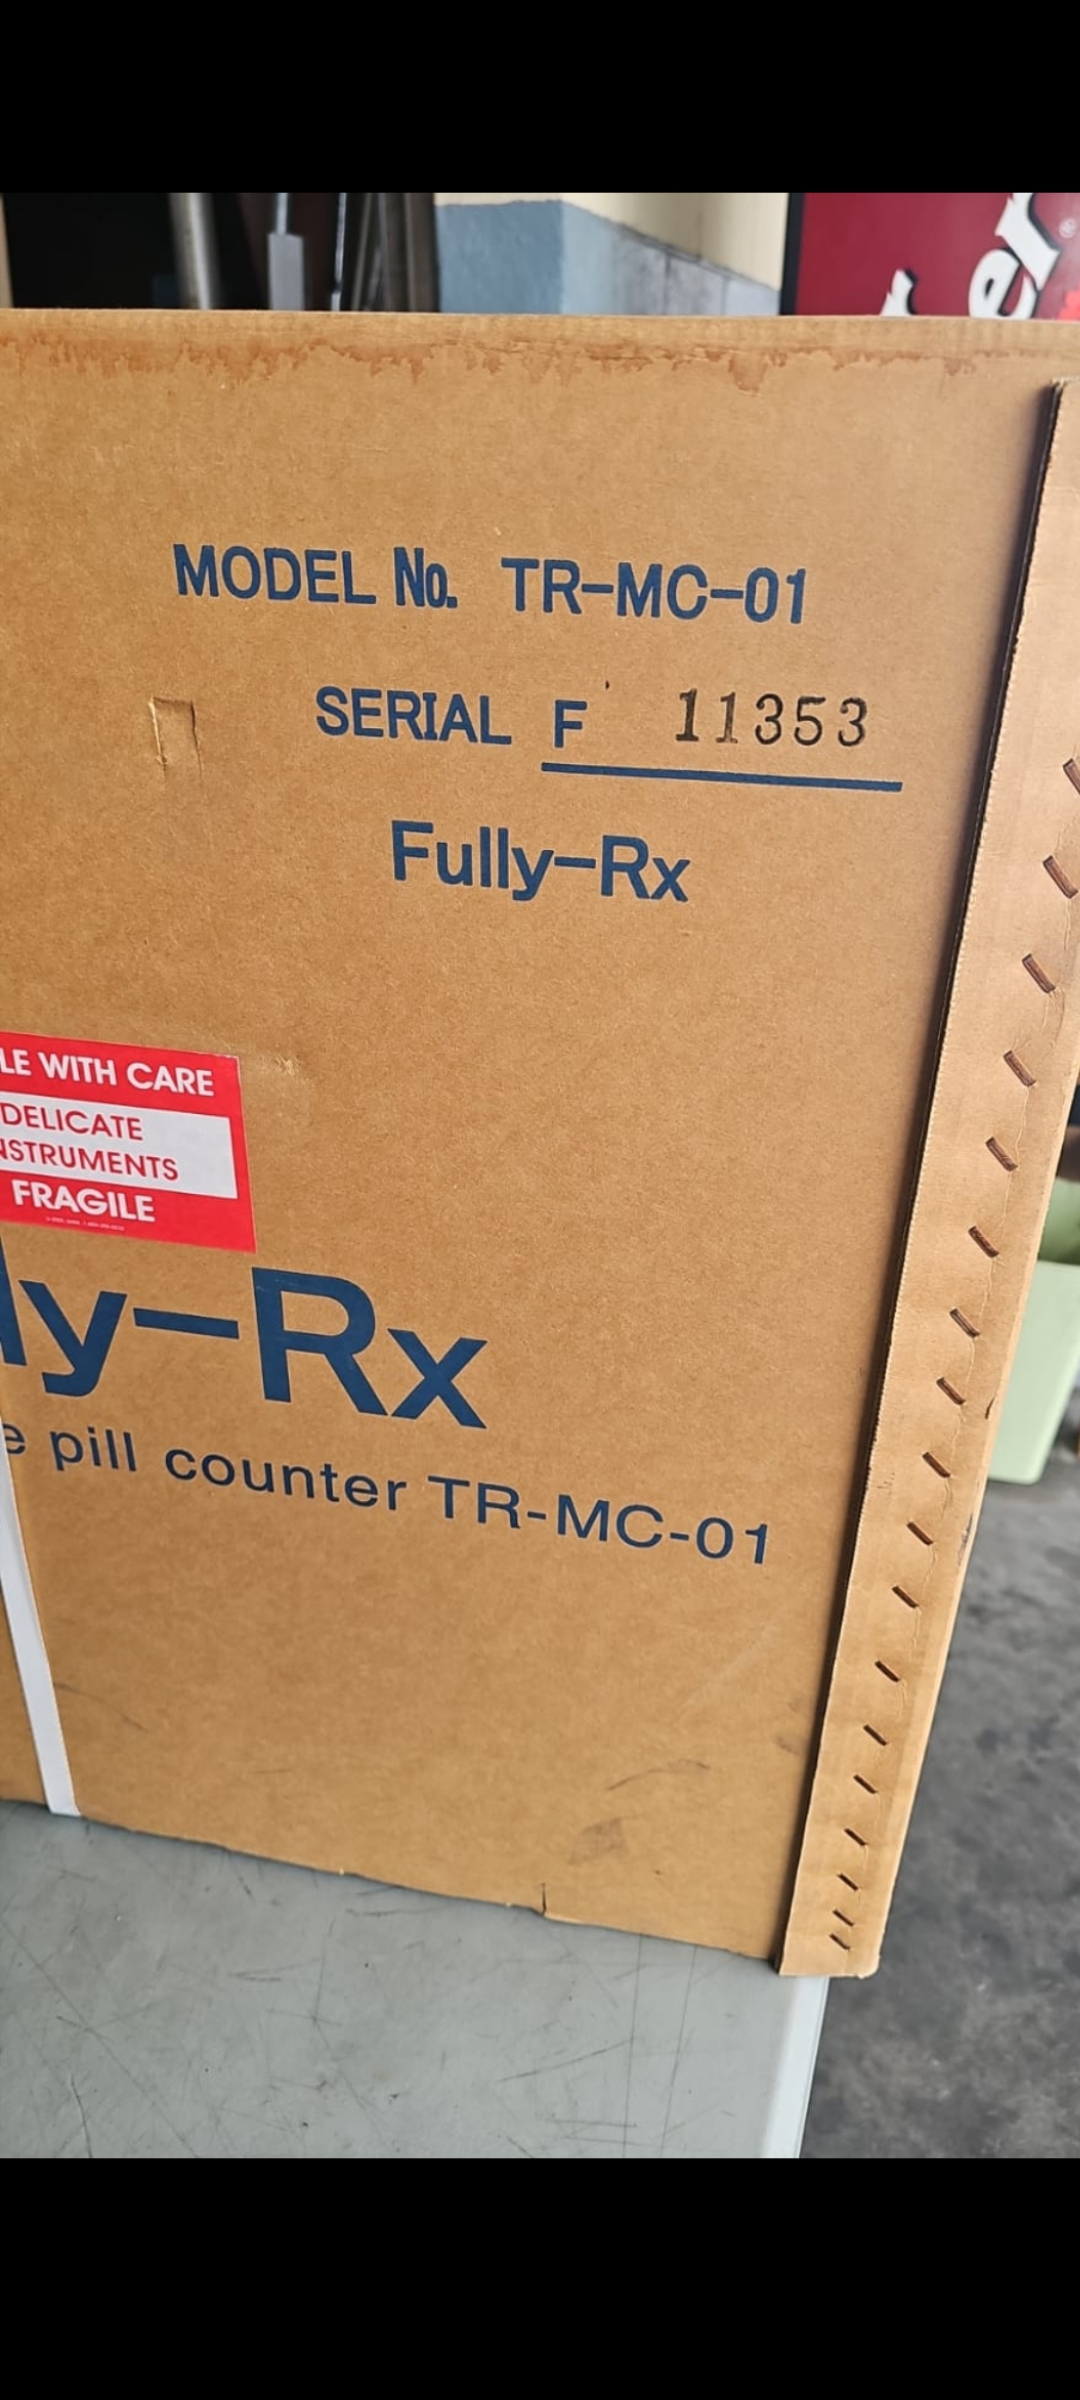 er®
MODEL No. TR-MC-01
SERIAL F 11353
Fully-Rx
LE WITH CARE
DELICATE
NSTRUMENTS
FRAGILE
ly-Rx
e pill counter TR-MC-01